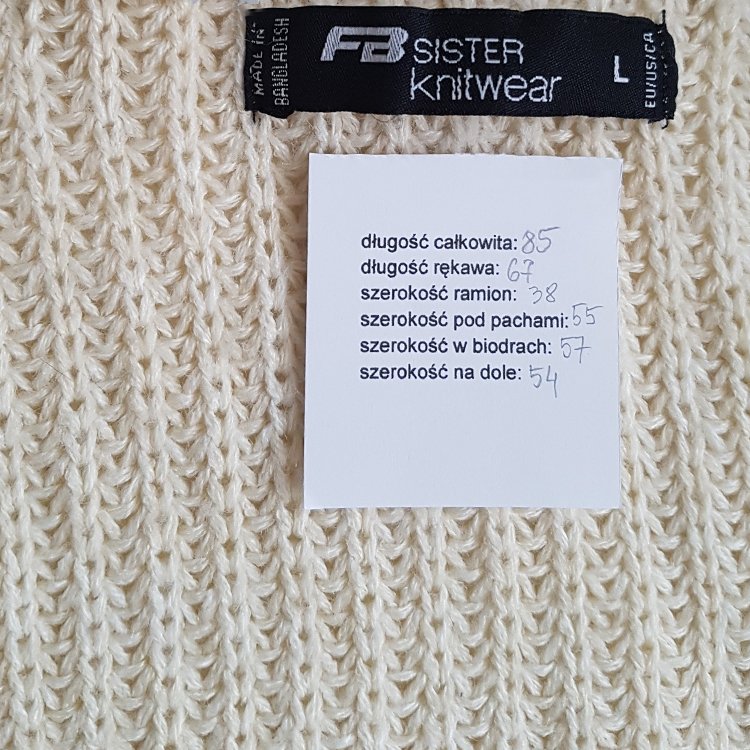 MADE IN
BANGLADESH
FB SISTER
knitwear
L
EU/US/CA
długość całkowita: 85
długość rękawa: 67
szerokość ramion: 38
szerokość pod pachami: 55
szerokość w biodrach: 57
szerokość na dole: 54